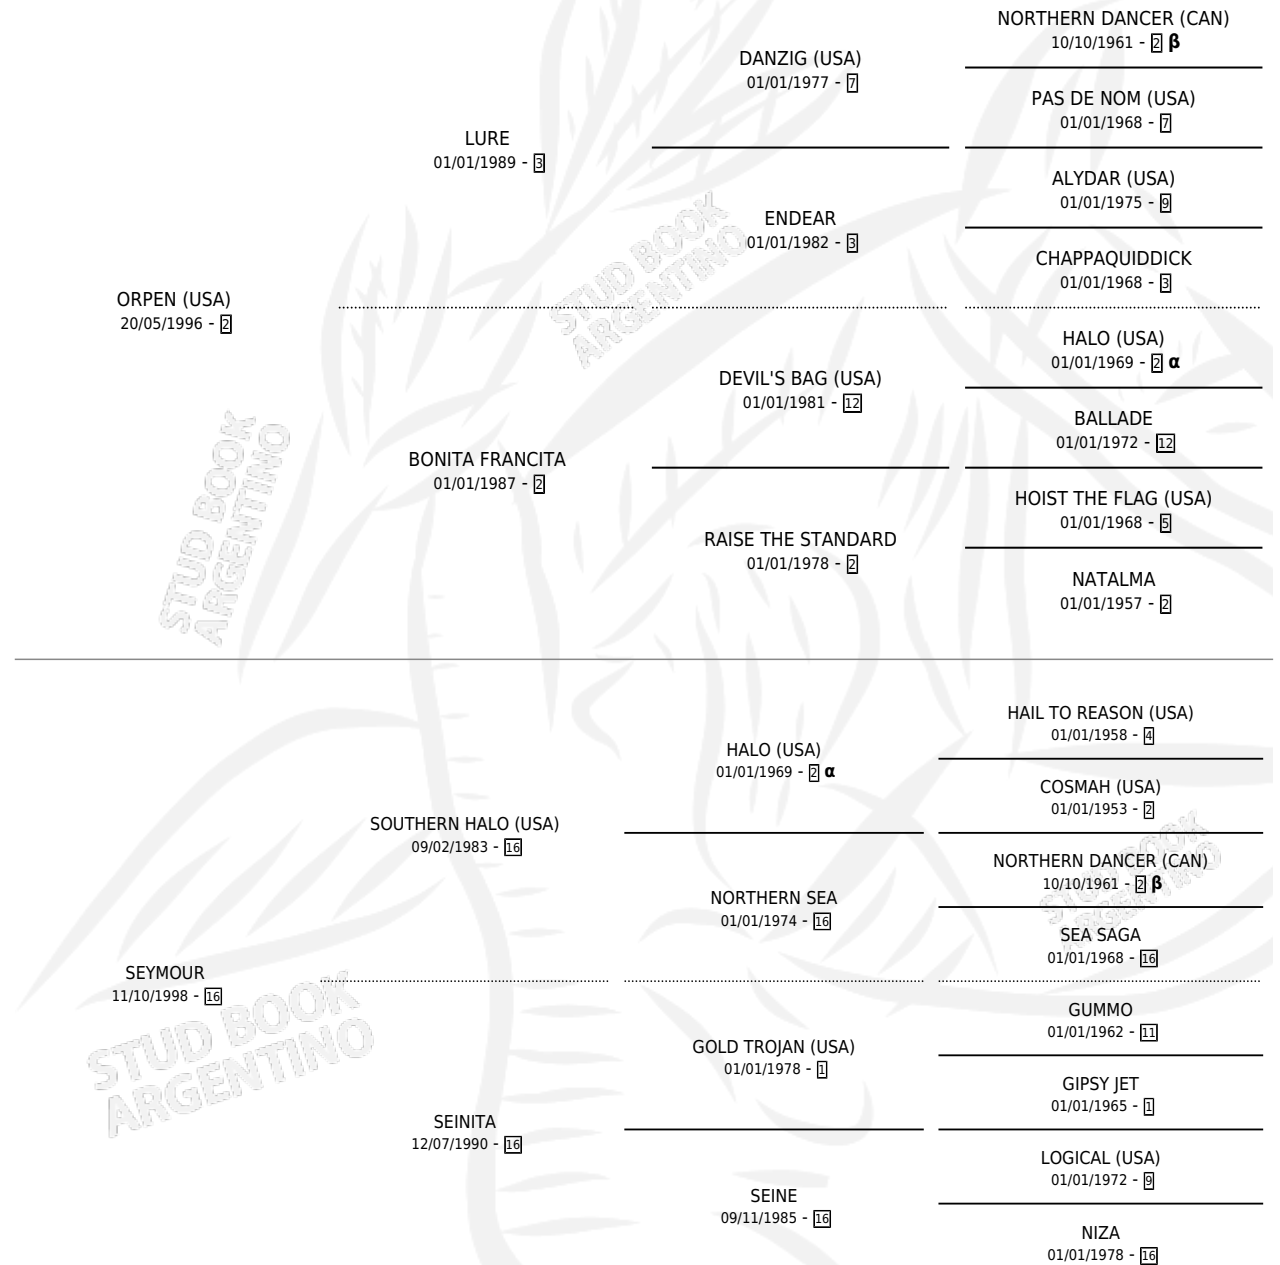 NORTHERN DANCER (CAN)
10/10/1961 - 2 β
DANZIG (USA)
01/01/1977 - 7
PAS DE NOM (USA)
01/01/1968 - 7
LURE
01/01/1989 - 3
ALYDAR (USA)
01/01/1975 - 9
ENDEAR
01/01/1982 - 3
CHAPPAQUIDDICK
01/01/1968 - 3
ORPEN (USA)
20/05/1996 - 2
HALO (USA)
01/01/1969 - 2 α
DEVIL'S BAG (USA)
01/01/1981 - 12
BALLADE
01/01/1972 - 12
BONITA FRANCITA
01/01/1987 - 2
HOIST THE FLAG (USA)
01/01/1968 - 5
RAISE THE STANDARD
01/01/1978 - 2
NATALMA
01/01/1957 - 2
HAIL TO REASON (USA)
01/01/1958 - 4
HALO (USA)
01/01/1969 - 2 α
COSMAH (USA)
01/01/1953 - 2
SOUTHERN HALO (USA)
09/02/1983 - 16
NORTHERN DANCER (CAN)
10/10/1961 - 2 β
NORTHERN SEA
01/01/1974 - 16
SEA SAGA
01/01/1968 - 16
SEYMOUR
11/10/1998 - 16
GUMMO
01/01/1962 - 11
GOLD TROJAN (USA)
01/01/1978 - 1
GIPSY JET
01/01/1965 - 1
SEINITA
12/07/1990 - 16
LOGICAL (USA)
01/01/1972 - 9
SEINE
09/11/1985 - 16
NIZA
01/01/1978 - 16
STUD BOOK
ARGENTINO
STUD BOOK
ARGENTINO
STUD BOOK
ARGENTINO
STUD BOOK
ARGENTINO